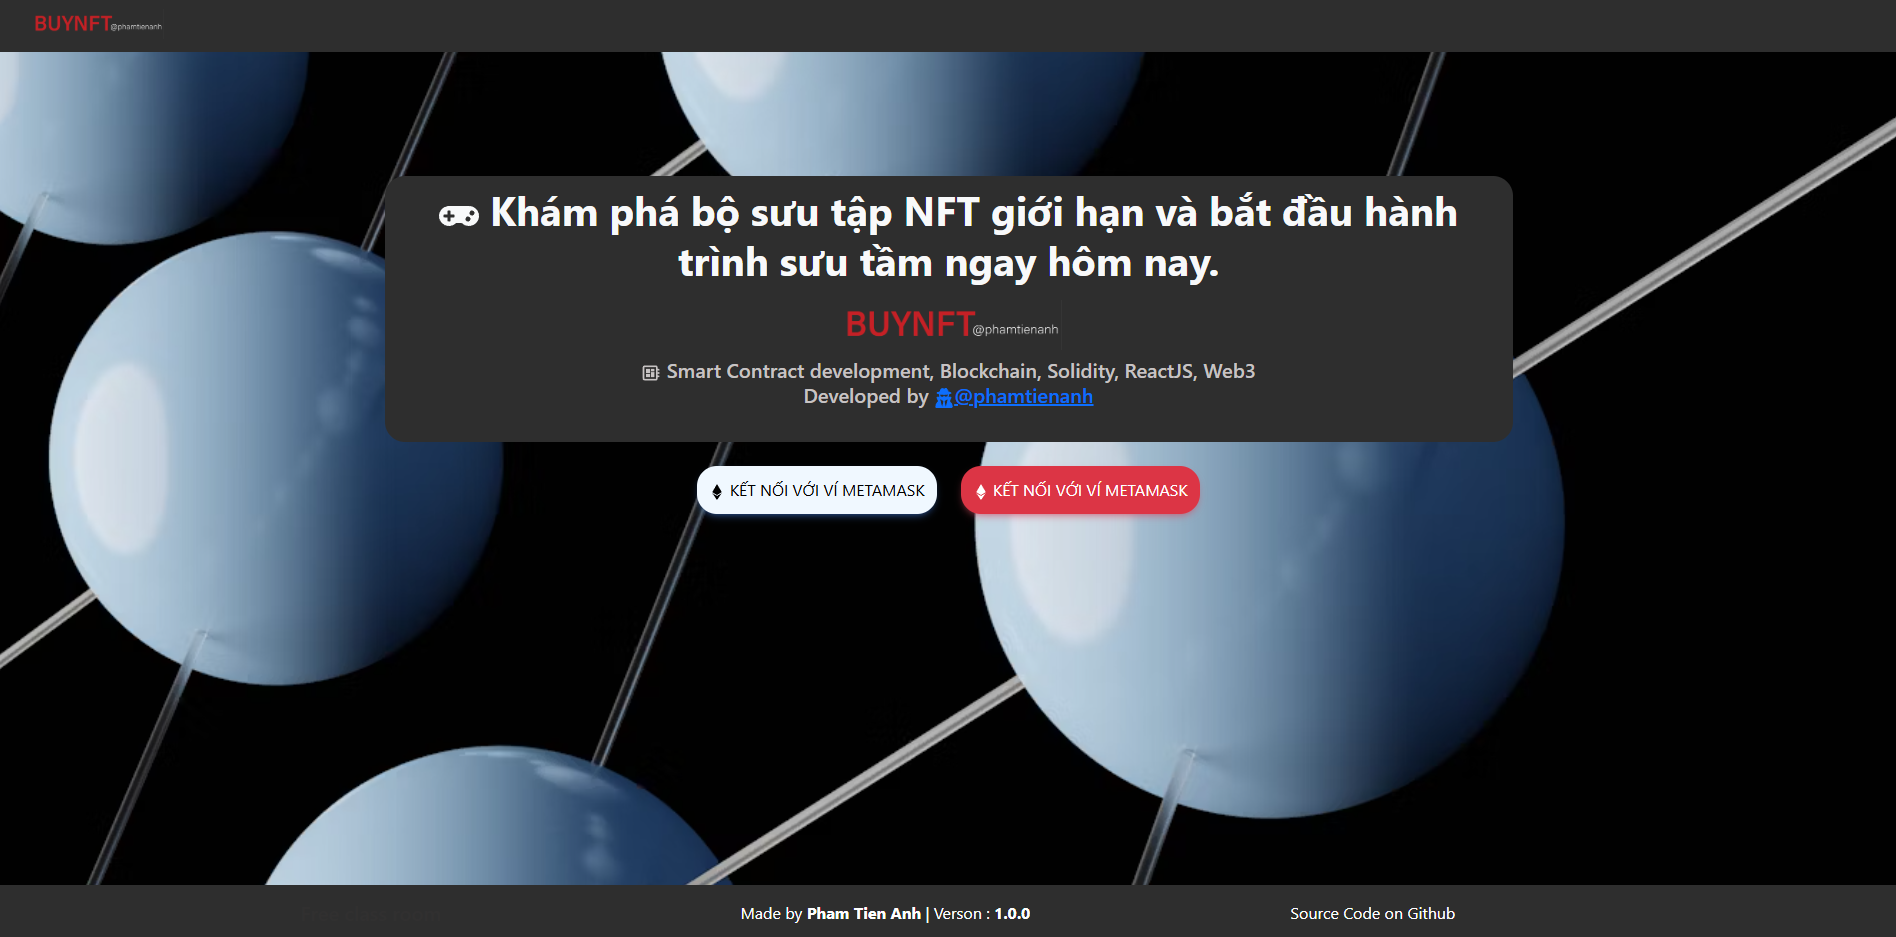 BUYNFT@phamtienanh
Khám phá bộ sưu tập NFT giới hạn và bắt đầu hành
trình sưu tầm ngay hôm nay.
BUYNFT@phamtienanh
Smart Contract development, Blockchain, Solidity, ReactJS, Web3
Developed by @phamtienanh
KẾT NỐI VỚI VÍ METAMASK
KẾT NỐI VỚI VÍ METAMASK
Made by Pham Tien Anh | Verson : 1.0.0
Source Code on Github